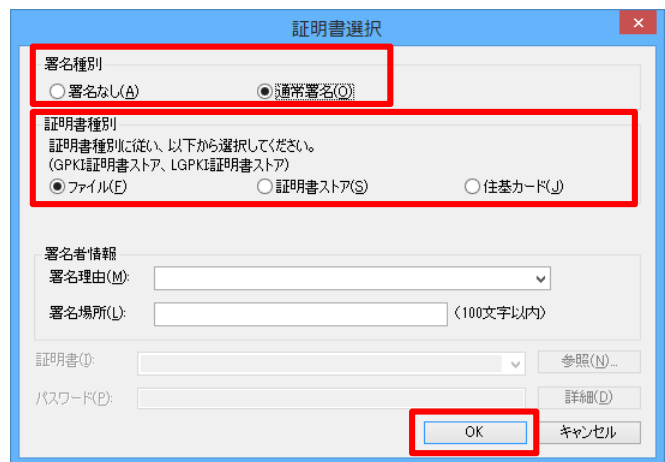 証明書選択
署名種別
署名なし(A) 通常署名(O)
証明書種別
証明書種別に従い、以下から選択してください。
(GPKI証明書ストア、LGPKI証明書ストア)
ファイル(F) 証明書ストア(S) 住基カード(J)
署名者情報
署名理由(M):
署名場所(L): (100文字以内)
証明書(I): 参照(N)...
パスワード(P): 詳細(D)
OK キャンセル